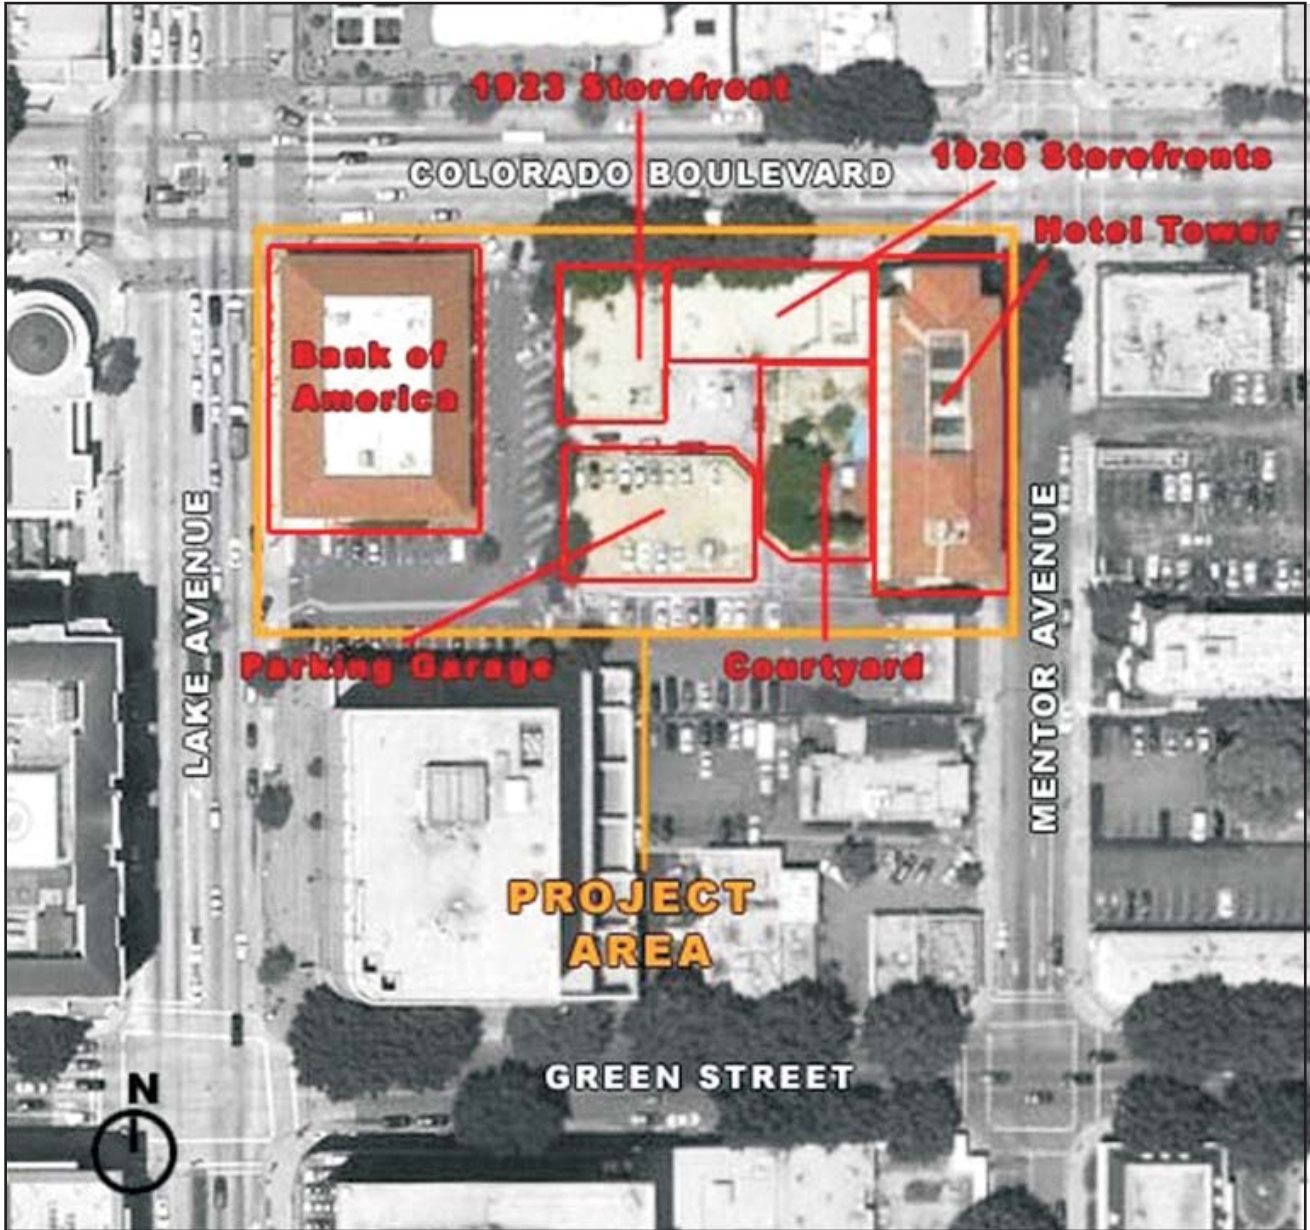 1923 Storefront
COLORADO BOULEVARD
1926 Storefronts
Hotel Tower
Bank of
America
LAKE AVENUE
MENTOR AVENUE
Parking Garage
Courtyard
PROJECT
AREA
GREEN STREET
N